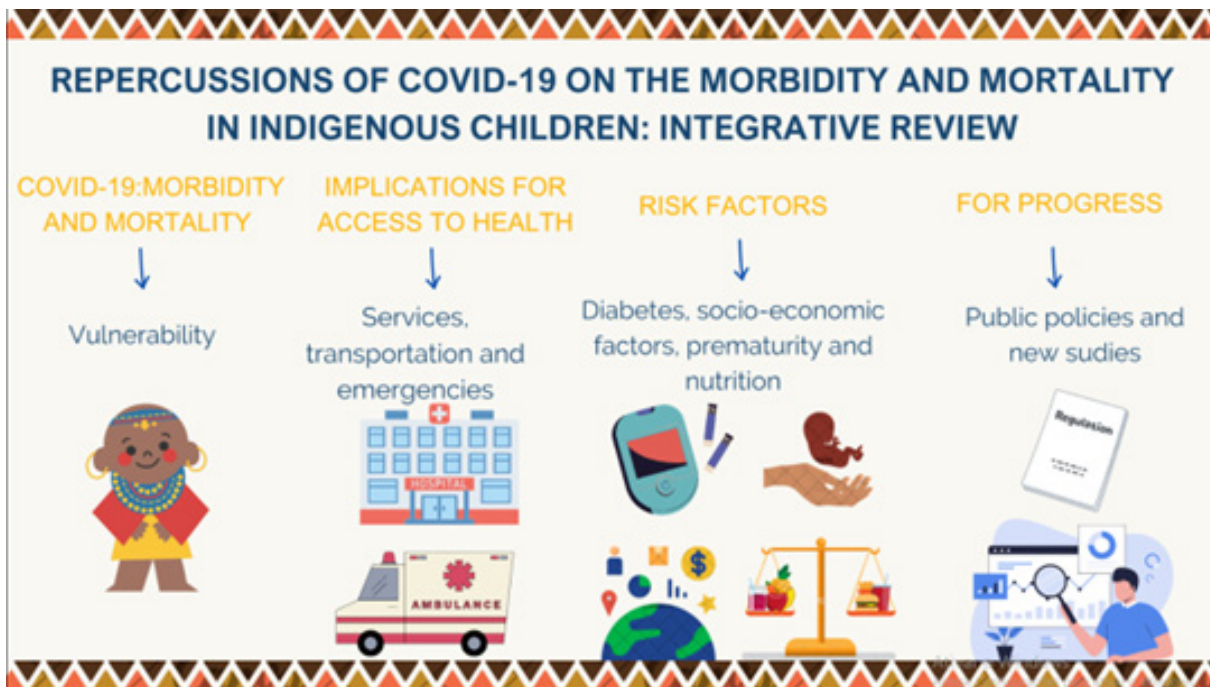 REPERCUSSIONS OF COVID-19 ON THE MORBIDITY AND MORTALITY
IN INDIGENOUS CHILDREN: INTEGRATIVE REVIEW
COVID-19:MORBIDITY
AND MORTALITY
Vulnerability
IMPLICATIONS FOR
ACCESS TO HEALTH
Services,
transportation and
emergencies
HOSPITAL
AMBULANCE
RISK FACTORS
Diabetes, socio-economic
factors, prematurity and
nutrition
$
FOR PROGRESS
Public policies and
new sudies
Regulation